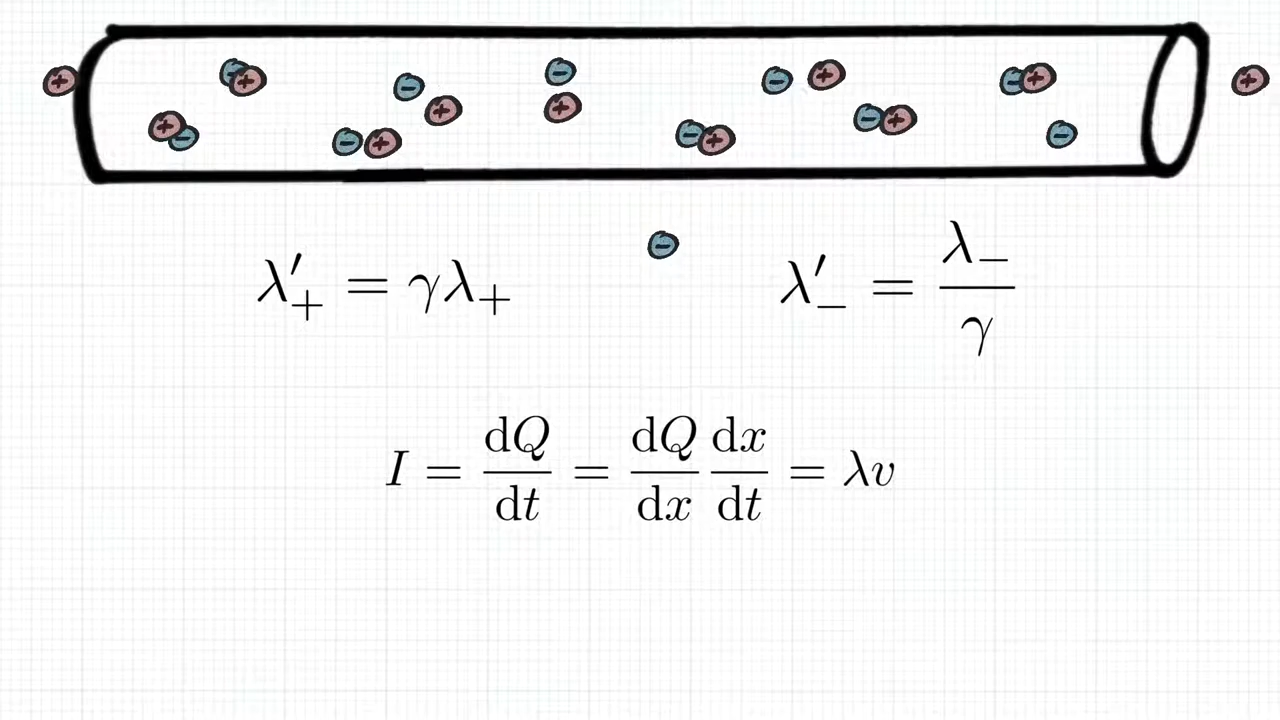 λ′₊ = γλ₊
λ′₋ = λ₋/γ
I = dQ/dt = dQ/dx dx/dt = λv